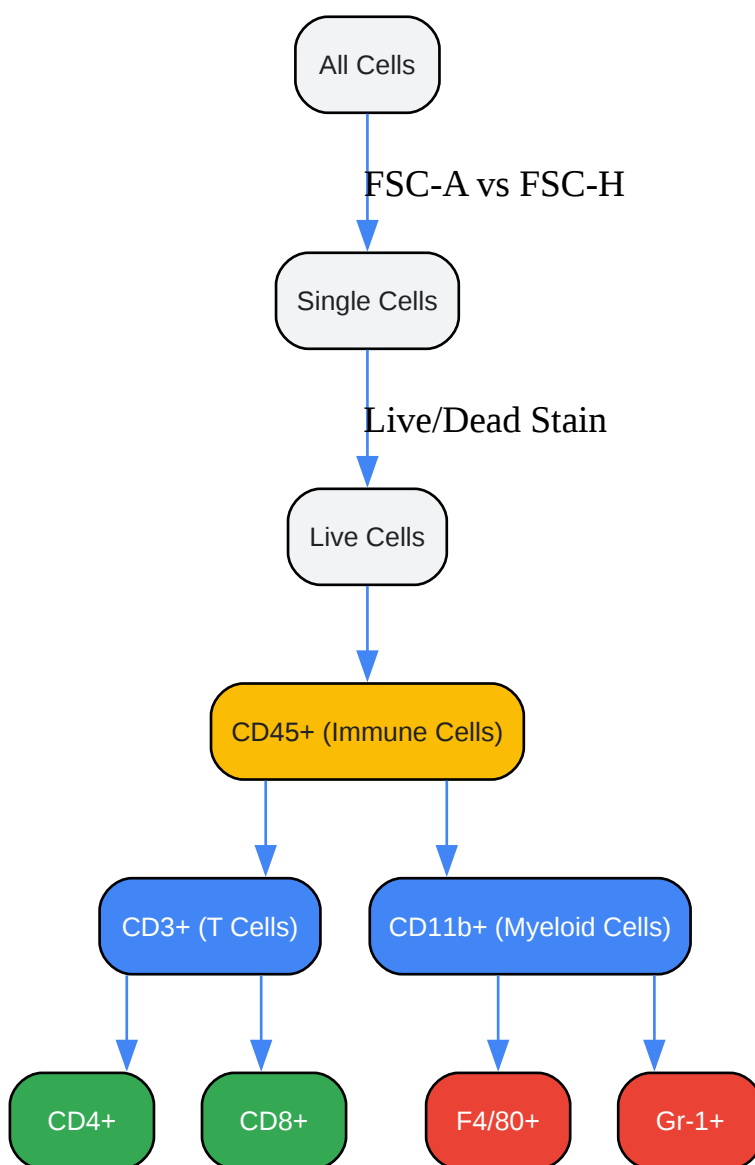 All Cells
FSC-A vs FSC-H
Single Cells
Live/Dead Stain
Live Cells
CD45+ (Immune Cells)
CD3+ (T Cells)
CD11b+ (Myeloid Cells)
CD4+
CD8+
F4/80+
Gr-1+